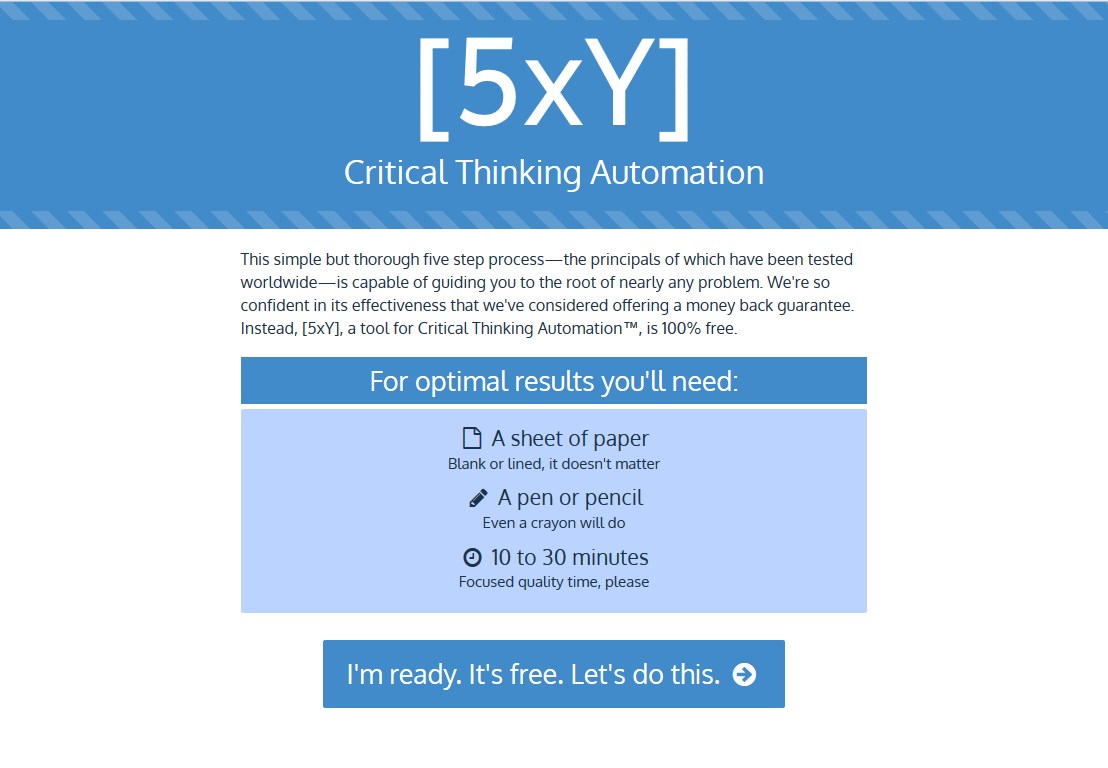 [5xY]
Critical Thinking Automation
This simple but thorough five step process—the principals of which have been tested
worldwide—is capable of guiding you to the root of nearly any problem. We're so
confident in its effectiveness that we've considered offering a money back guarantee.
Instead, [5xY], a tool for Critical Thinking Automation™, is 100% free.
For optimal results you'll need:
A sheet of paper
Blank or lined, it doesn't matter
A pen or pencil
Even a crayon will do
10 to 30 minutes
Focused quality time, please
I'm ready. It's free. Let's do this.